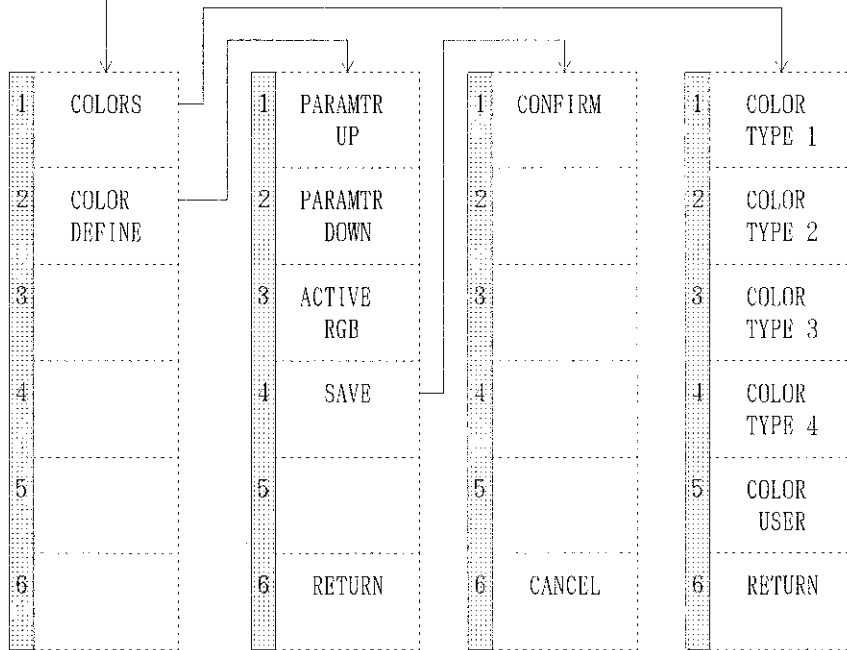 1 COLORS
2 COLOR
DEFINE
3
4
5
6
1 PARAMTR
UP
2 PARAMTR
DOWN
3 ACTIVE
RGB
4 SAVE
5
6 RETURN
1 CONFIRM
2
3
4
5
6 CANCEL
1 COLOR
TYPE 1
2 COLOR
TYPE 2
3 COLOR
TYPE 3
4 COLOR
TYPE 4
5 COLOR
USER
6 RETURN